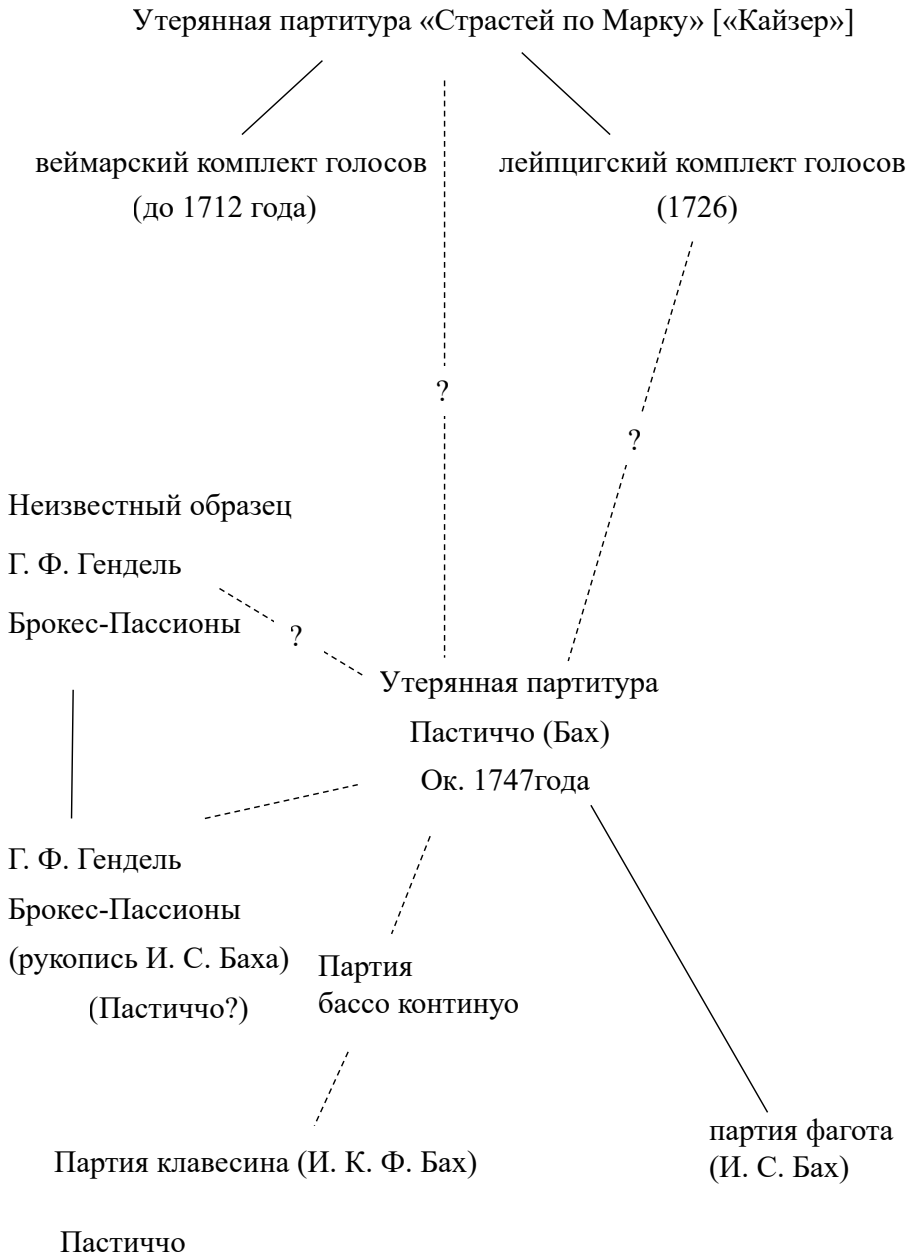 Утерянная партитура «Страстей по Марку» [«Кайзер»]
веймарский комплект голосов
(до 1712 года)
лейпцигский комплект голосов
(1726)
?
?
Неизвестный образец
Г. Ф. Гендель
Брокес-Пассионы
?
Утерянная партитура
Пастиччо (Бах)
Ок. 1747года
Г. Ф. Гендель
Брокес-Пассионы
(рукопись И. С. Баха)
(Пастиччо?)
Партия
бассо континуо
Партия клавесина (И. К. Ф. Бах)
партия фагота
(И. С. Бах)
Пастиччо